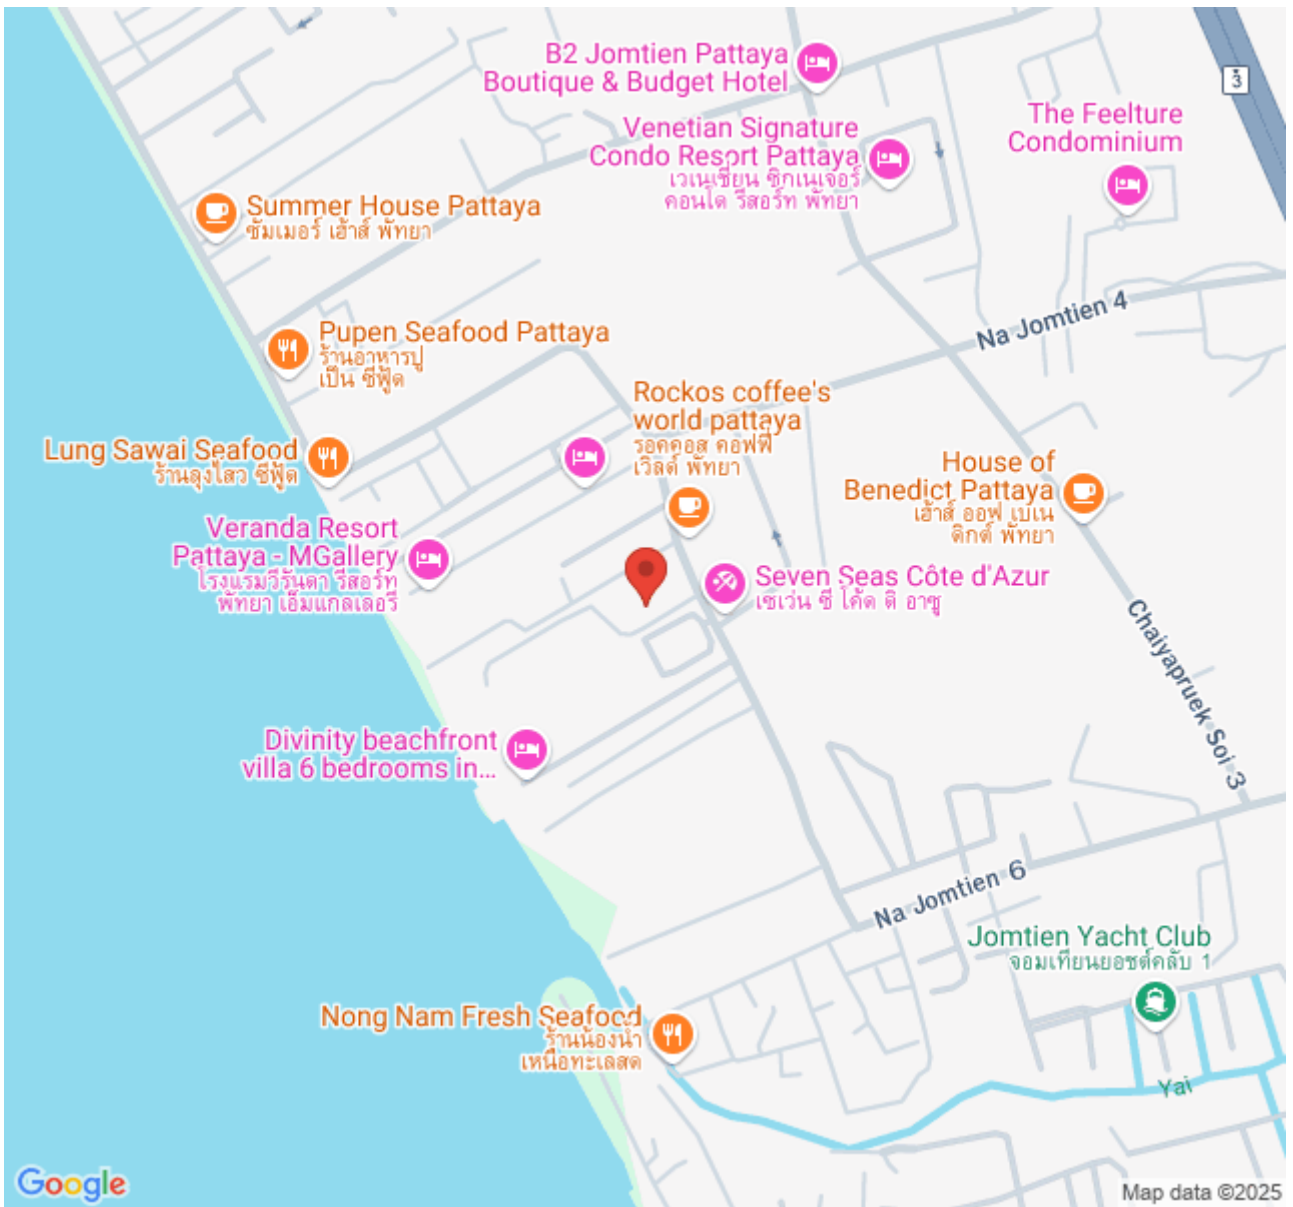 B2 Jomtien Pattaya
Boutique & Budget Hotel
3
The Feelture
Condominium
Venetian Signature
Condo Resort Pattaya
เวเนเชี่ยน ซิกเนเจอร์
คอนโด รีสอร์ท พัทยา
Summer House Pattaya
ซัมเมอร์ เฮ้าส์ พัทยา
Na Jomtien 4
Pupen Seafood Pattaya
ร้านอาหารปู
เป็น ซีฟู้ด
Rockos coffee's
world pattaya
รอคคอส คอฟฟี่
เวิลด์ พัทยา
Lung Sawai Seafood
ร้านลุงไสว ซีฟู้ด
House of
Benedict Pattaya
เฮ้าส์ ออฟ เบเน
ดิกต์ พัทยา
Veranda Resort
Pattaya - MGallery
โรงแรมวีรันดา รีสอร์ท
พัทยา เอ็มแกลเลอรี
Seven Seas Côte d'Azur
เซเว่น ซี โค้ด ดิ อาซู
Chaiyapruek Soi 3
Divinity beachfront
villa 6 bedrooms in...
Na Jomtien 6
Jomtien Yacht Club
จอมเทียนยอชต์คลับ 1
Nong Nam Fresh Seafood
ร้านน้องน้ำ
เหนือทะเลสด
Yai
Google
Map data ©2025